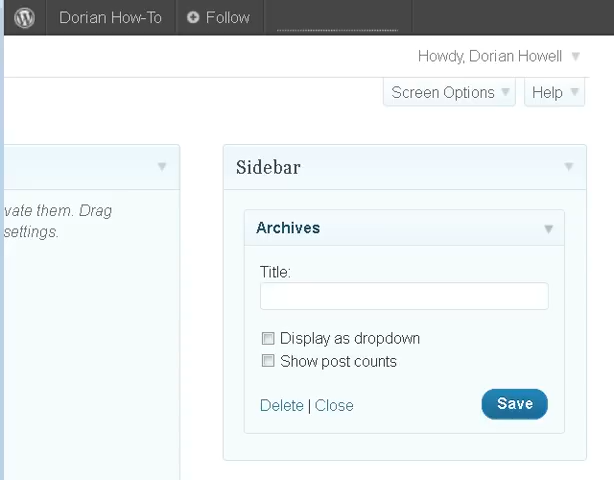 Dorian How-To
Follow
Howdy, Dorian Howell
Screen Options
Help
Sidebar
vate them. Drag
settings.
Archives
Title:
Display as dropdown
Show post counts
Delete | Close
Save